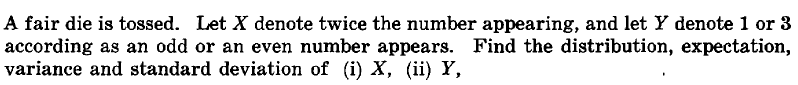 A fair die is tossed. Let X denote twice the number appearing, and let Y denote 1 or 3
according as an odd or an even number appears. Find the distribution, expectation,
variance and standard deviation of (i) X, (ii) Y,